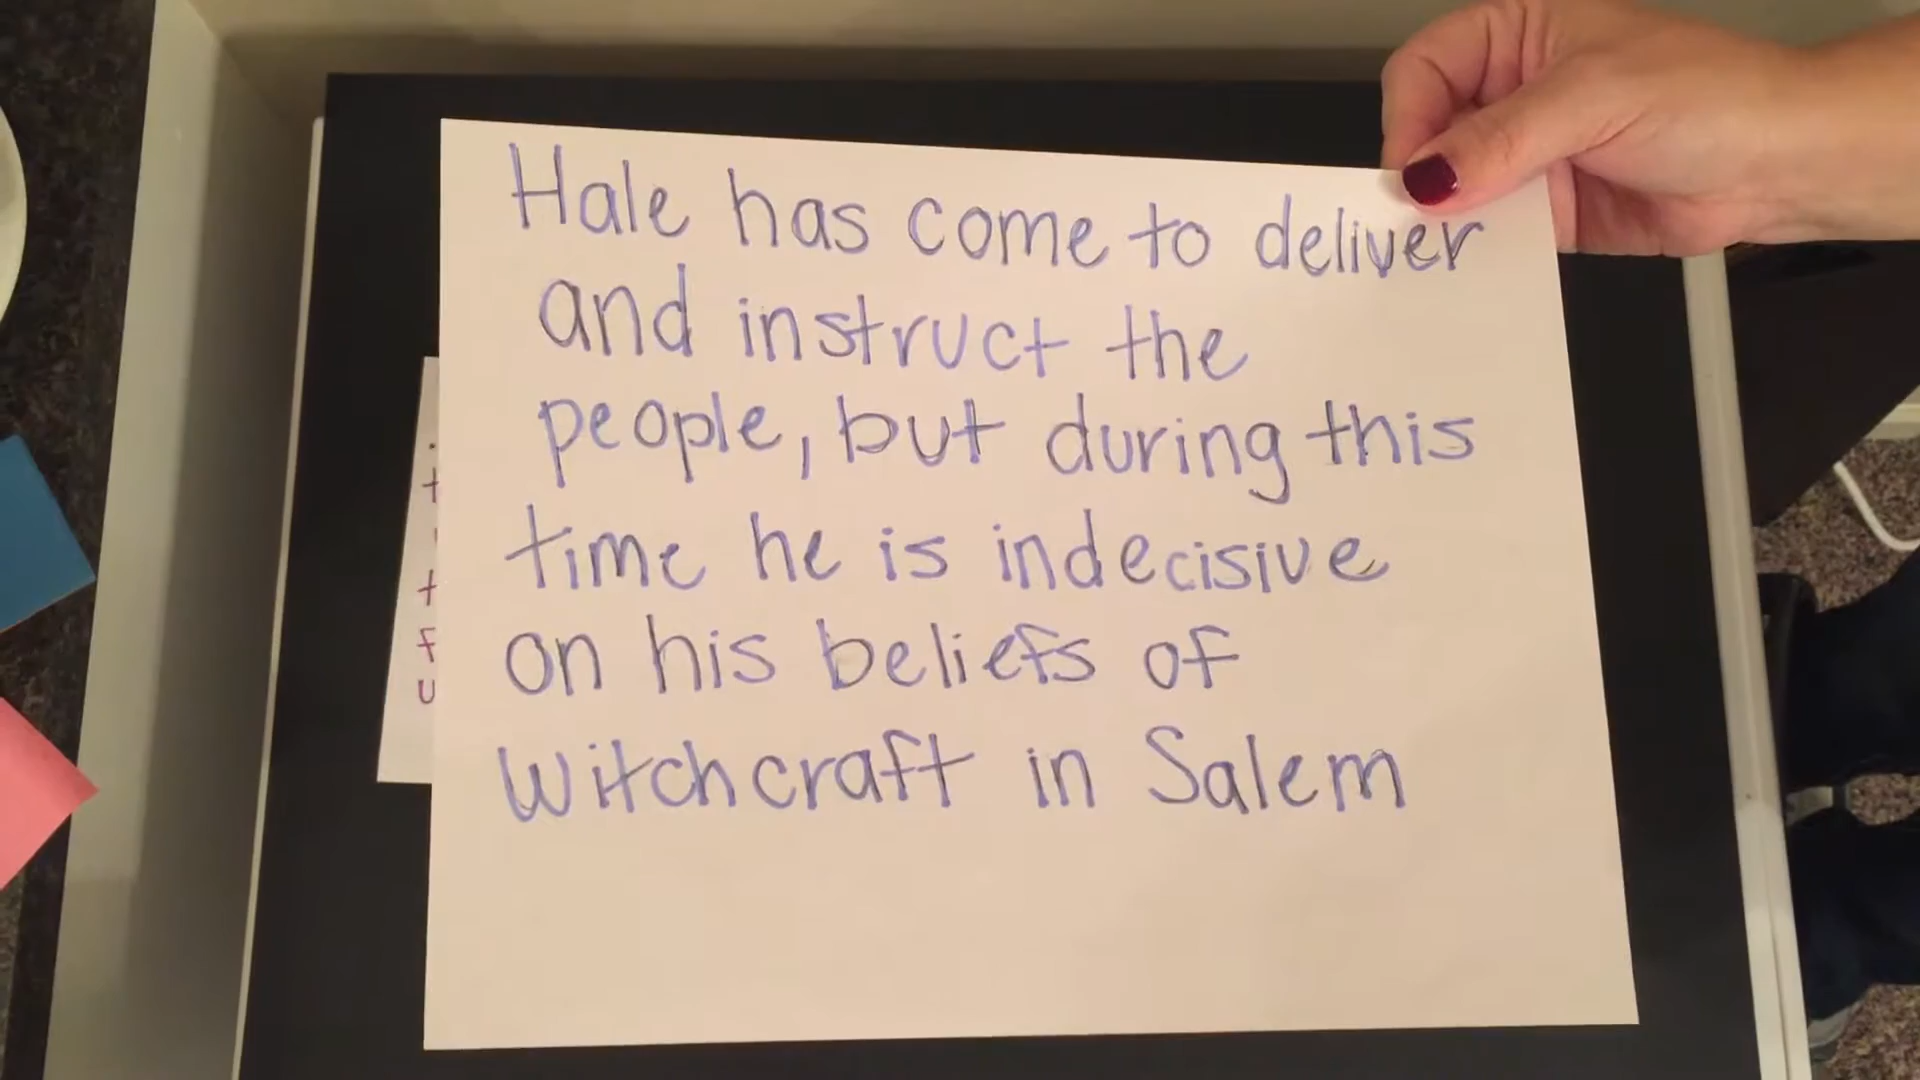 Hale has come to deliver
and instruct the
people, but during this
time he is indecisive
on his beliefs of
Witchcraft in Salem